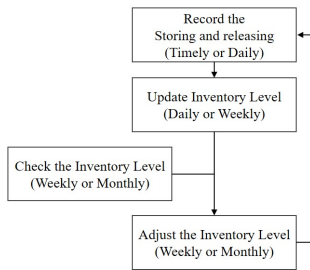 Record the
Storing and releasing
(Timely or Daily)
Update Inventory Level
(Daily or Weekly)
Check the Inventory Level
(Weekly or Monthly)
Adjust the Inventory Level
(Weekly or Monthly)